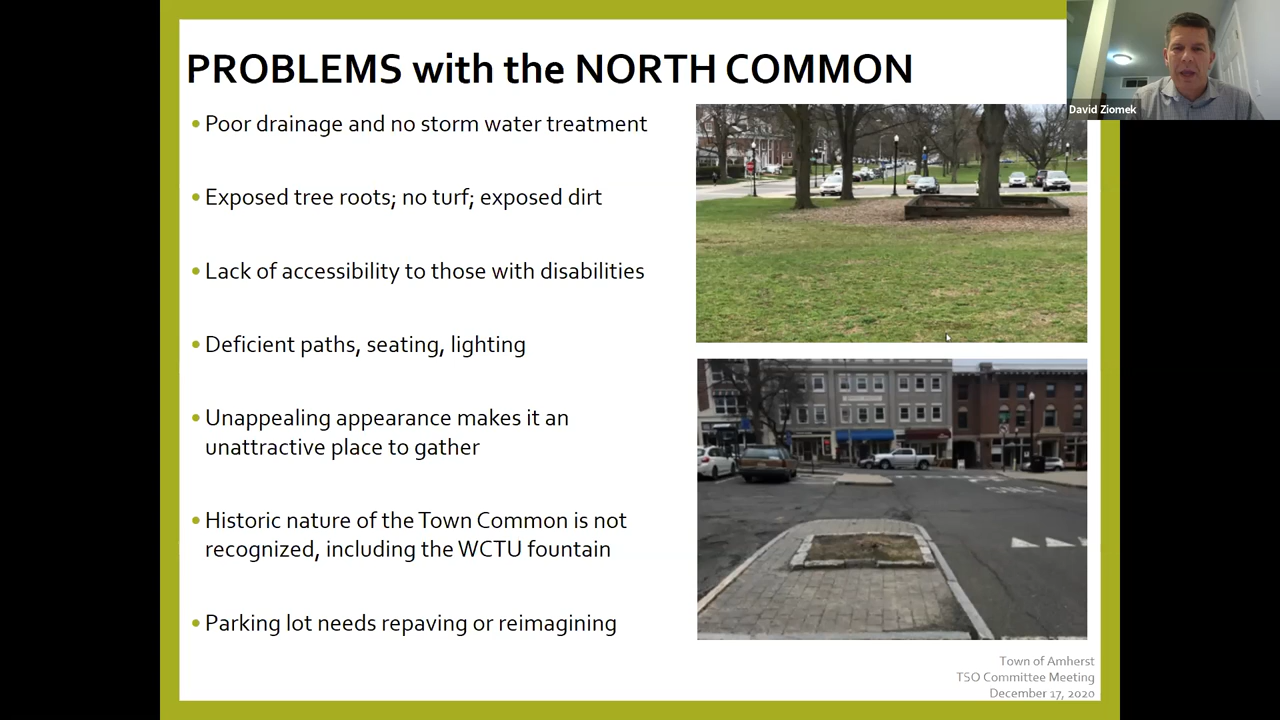 PROBLEMS with the NORTH COMMON
• Poor drainage and no storm water treatment
• Exposed tree roots; no turf; exposed dirt
• Lack of accessibility to those with disabilities
• Deficient paths, seating, lighting
• Unappealing appearance makes it an
unattractive place to gather
• Historic nature of the Town Common is not
recognized, including the WCTU fountain
• Parking lot needs repaving or reimagining
David Ziomek
Town of Amherst
TSO Committee Meeting
December 17, 2020